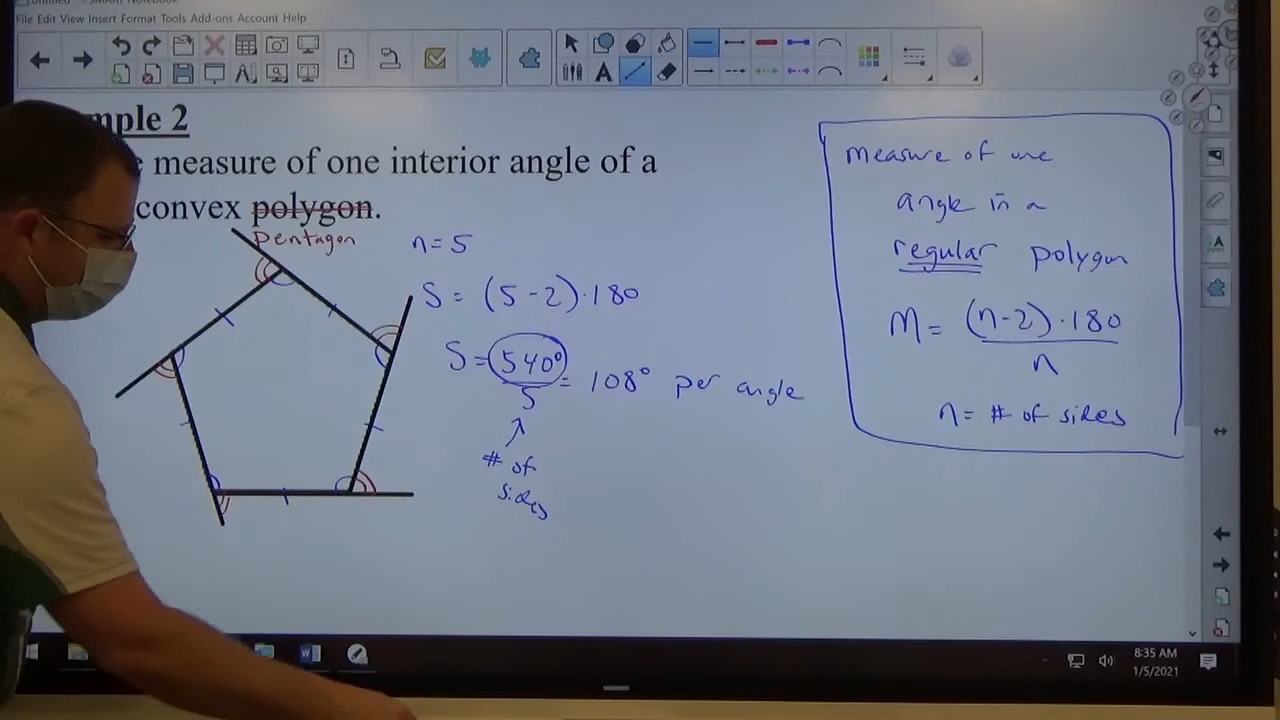 File Edit View Insert Format Tools Add-ons Account Help
mple 2
measure of one interior angle of a
convex polygon.
pentagon
n=5
S = (5-2)·180
S = 540°
5
= 108° per angle
↑
# of
sides
measure of one
angle in a
regular polygon
M = (n-2)·180
n
n = # of sides
8:35 AM
1/5/2021